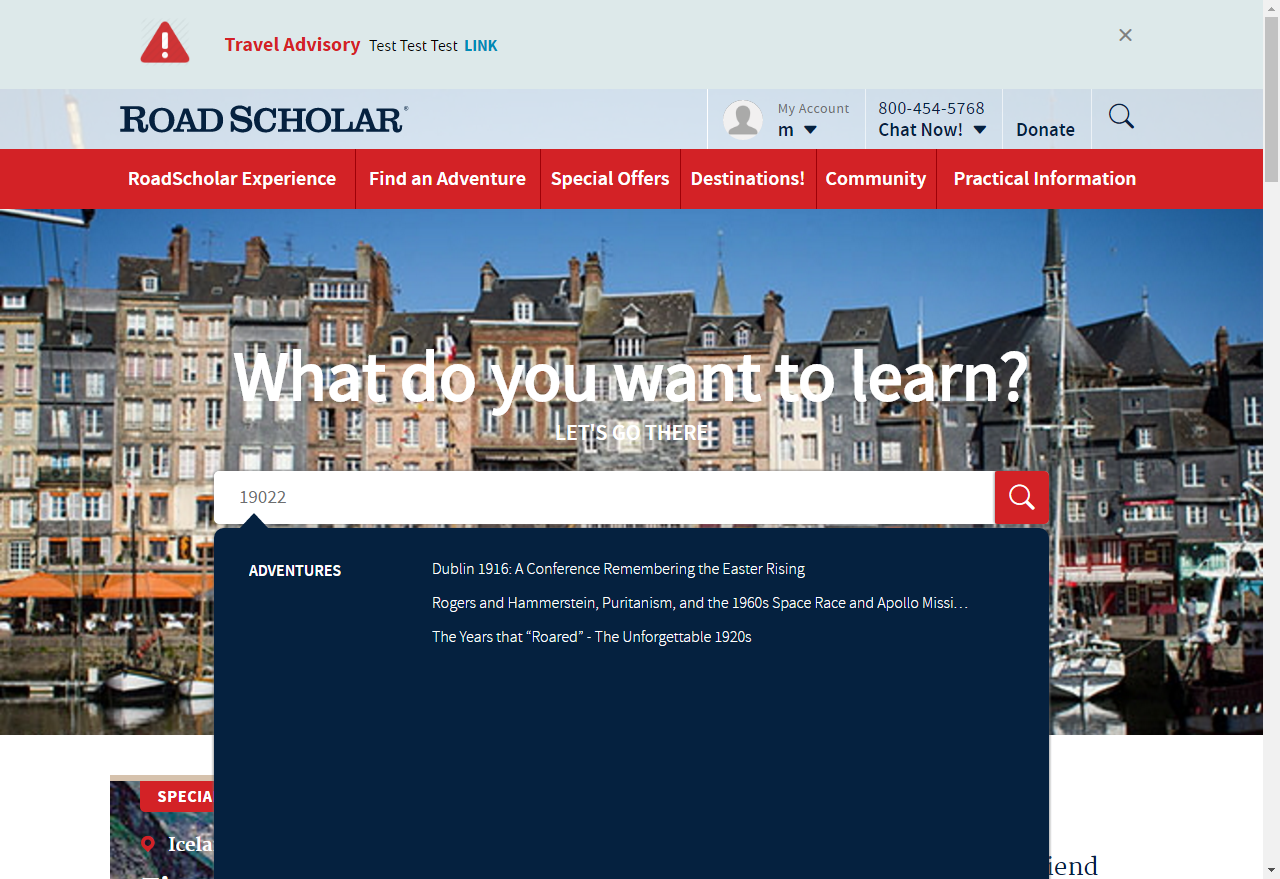 Travel Advisory Test Test Test LINK
ROAD SCHOLAR®
My Account
m
800-454-5768
Chat Now!
Donate
RoadScholar Experience
Find an Adventure
Special Offers
Destinations!
Community
Practical Information
What do you want to learn?
LET'S GO THERE
19022
ADVENTURES
Dublin 1916: A Conference Remembering the Easter Rising
Rogers and Hammerstein, Puritanism, and the 1960s Space Race and Apollo Missi…
The Years that “Roared” - The Unforgettable 1920s
SPECIA
Icela
iend